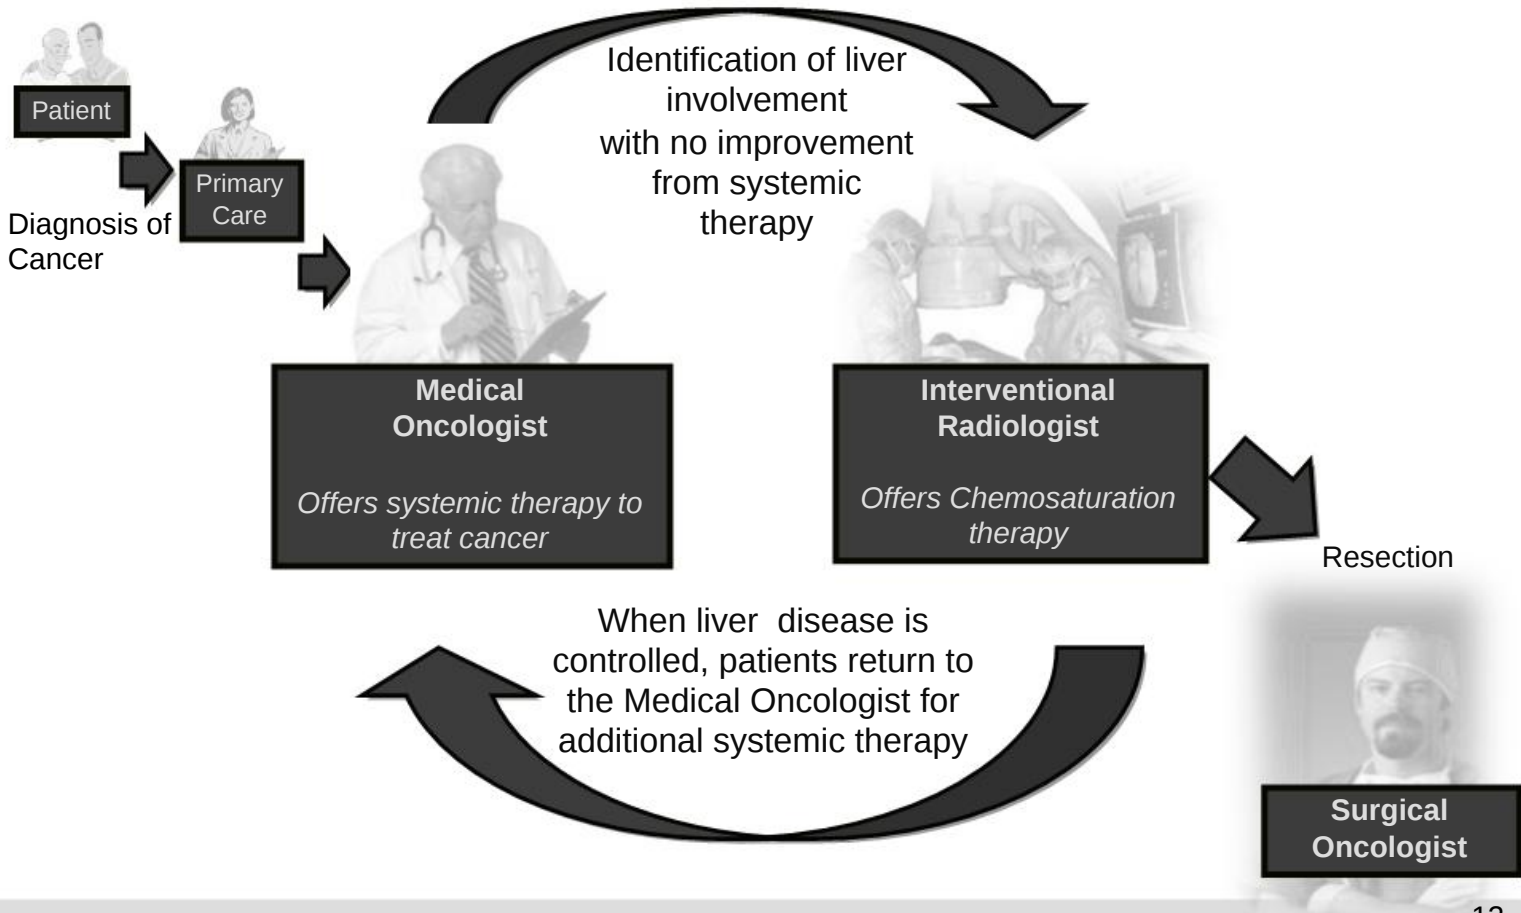 Patient
Primary
Care
Diagnosis of
Cancer
Identification of liver
involvement
with no improvement
from systemic
therapy
Medical
Oncologist
Offers systemic therapy to
treat cancer
Interventional
Radiologist
Offers Chemosaturation
therapy
Resection
When liver  disease is
controlled, patients return to
the Medical Oncologist for
additional systemic therapy
Surgical
Oncologist